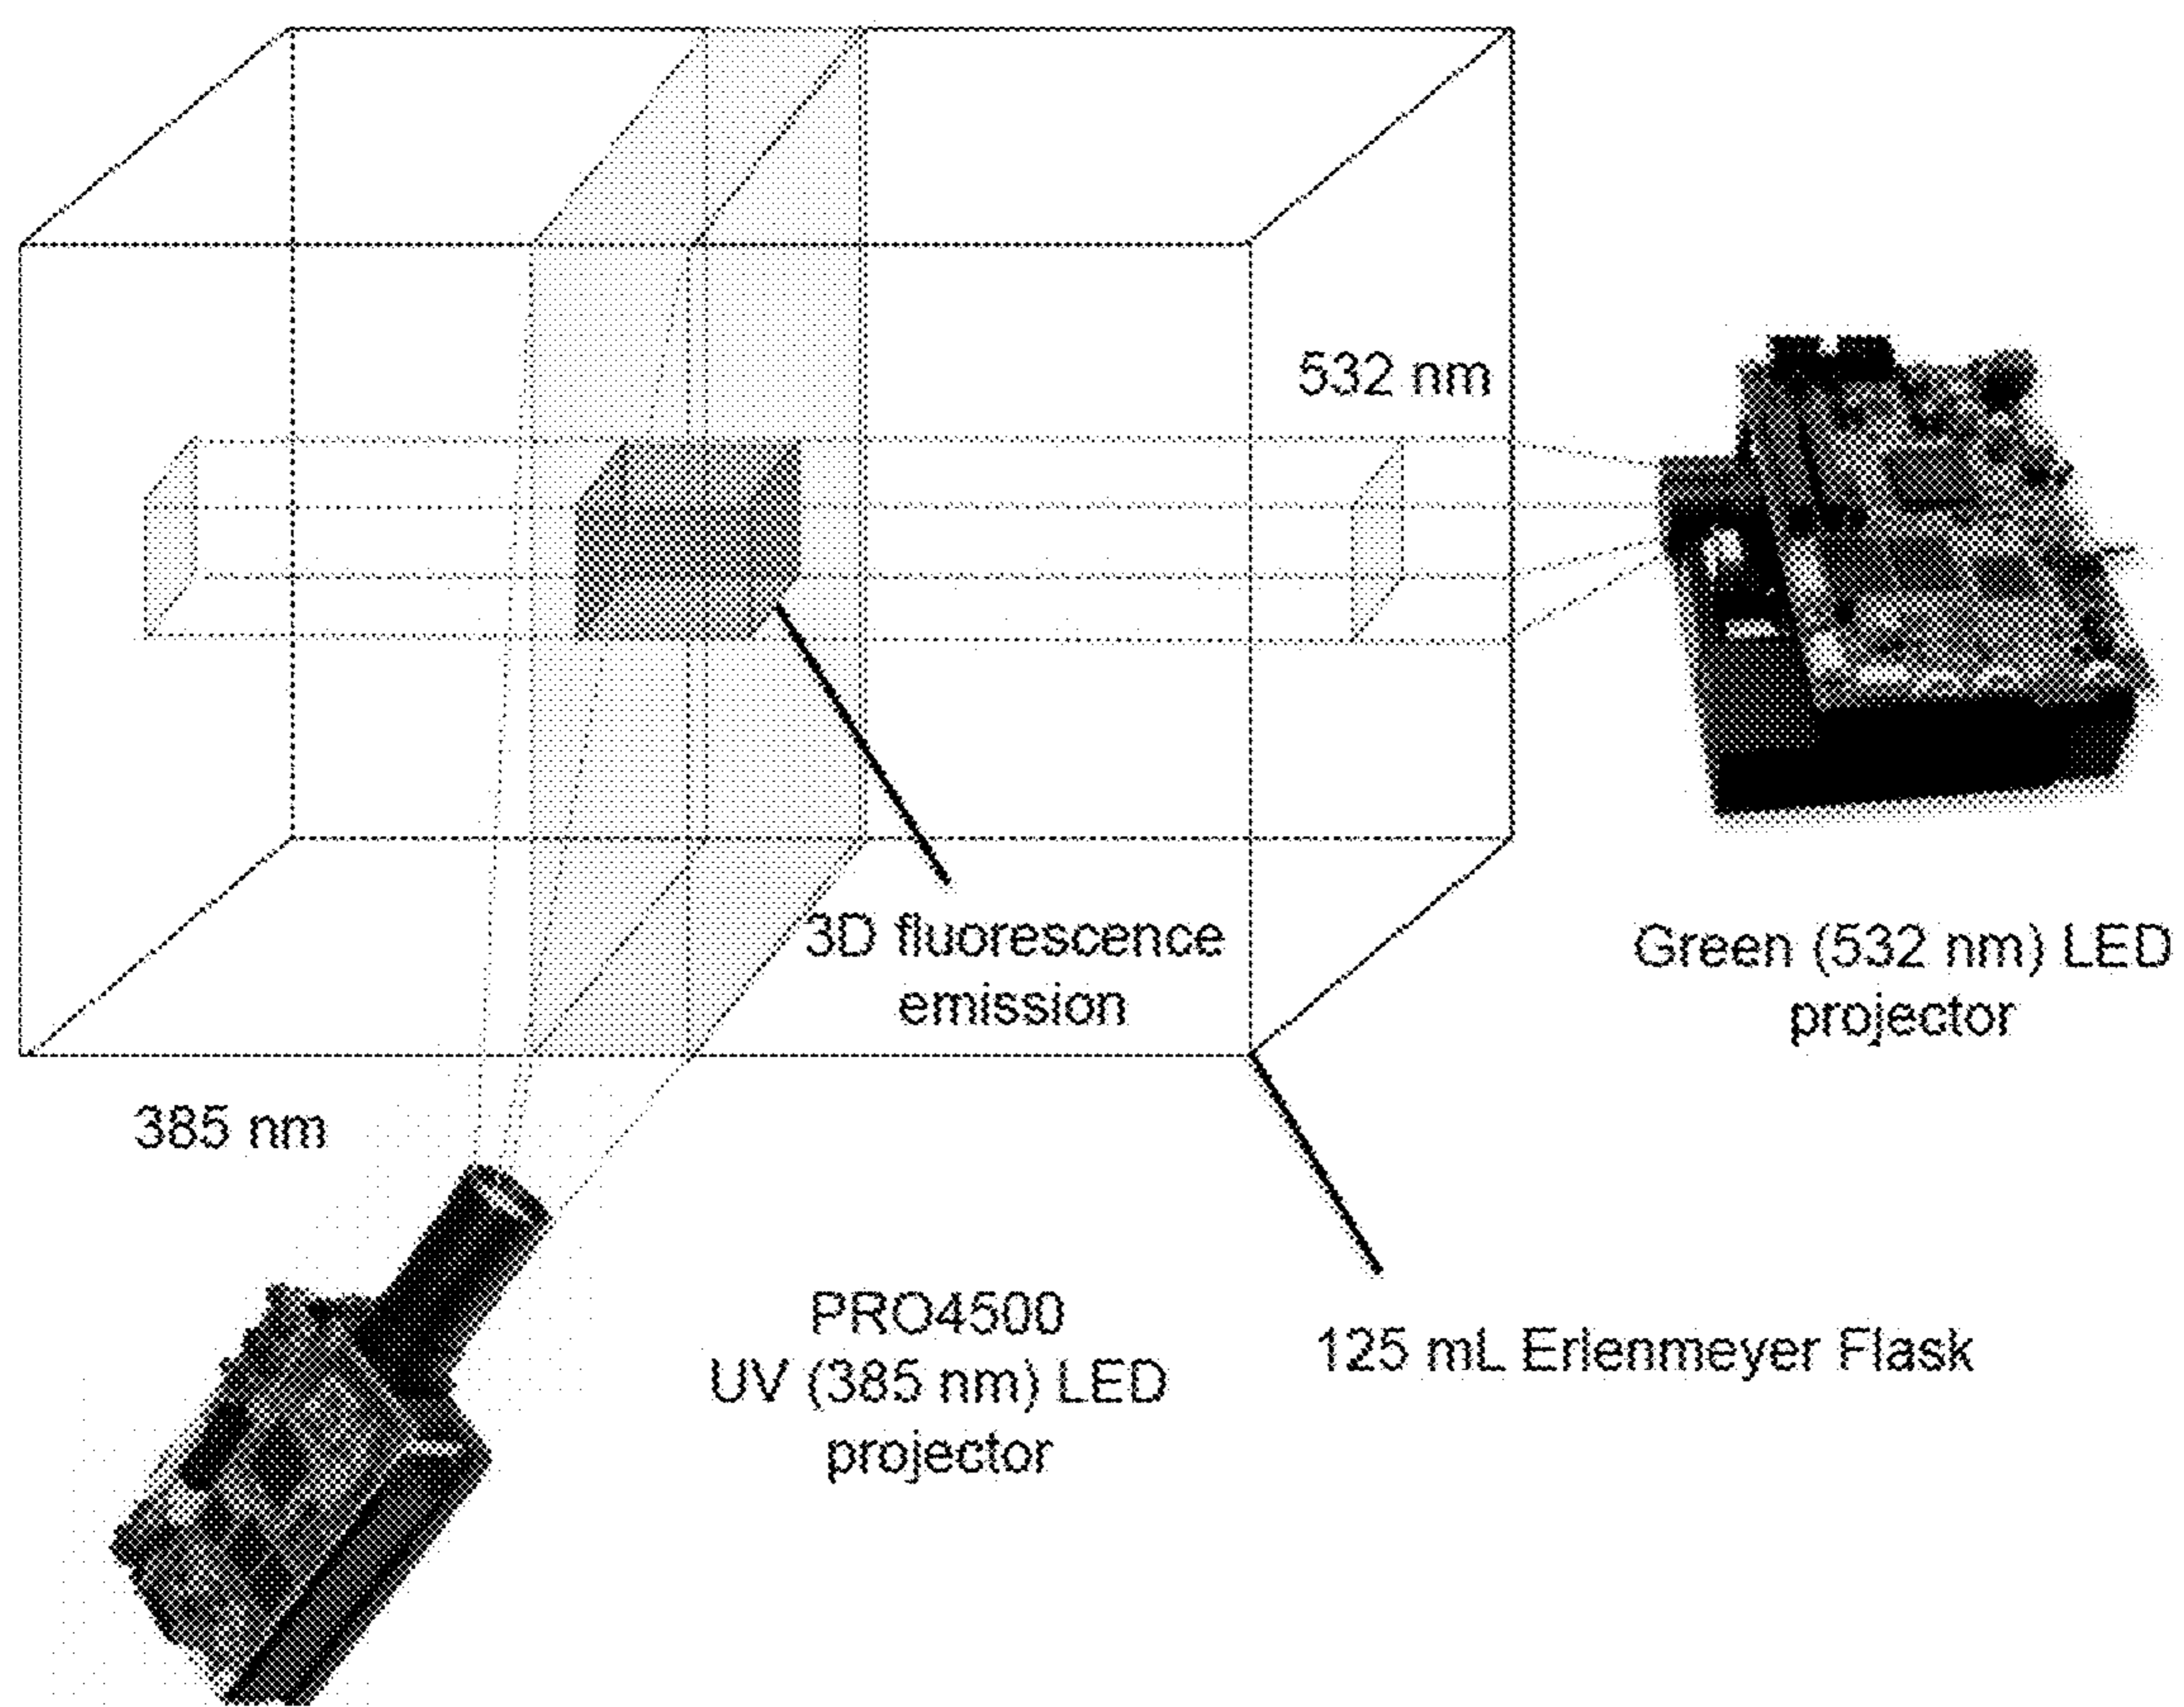 532 nm
3D fluorescence
emission
Green (532 nm) LED
projector
385 nm
PRO4500
UV (385 nm) LED
projector
125 mL Erlenmeyer Flask